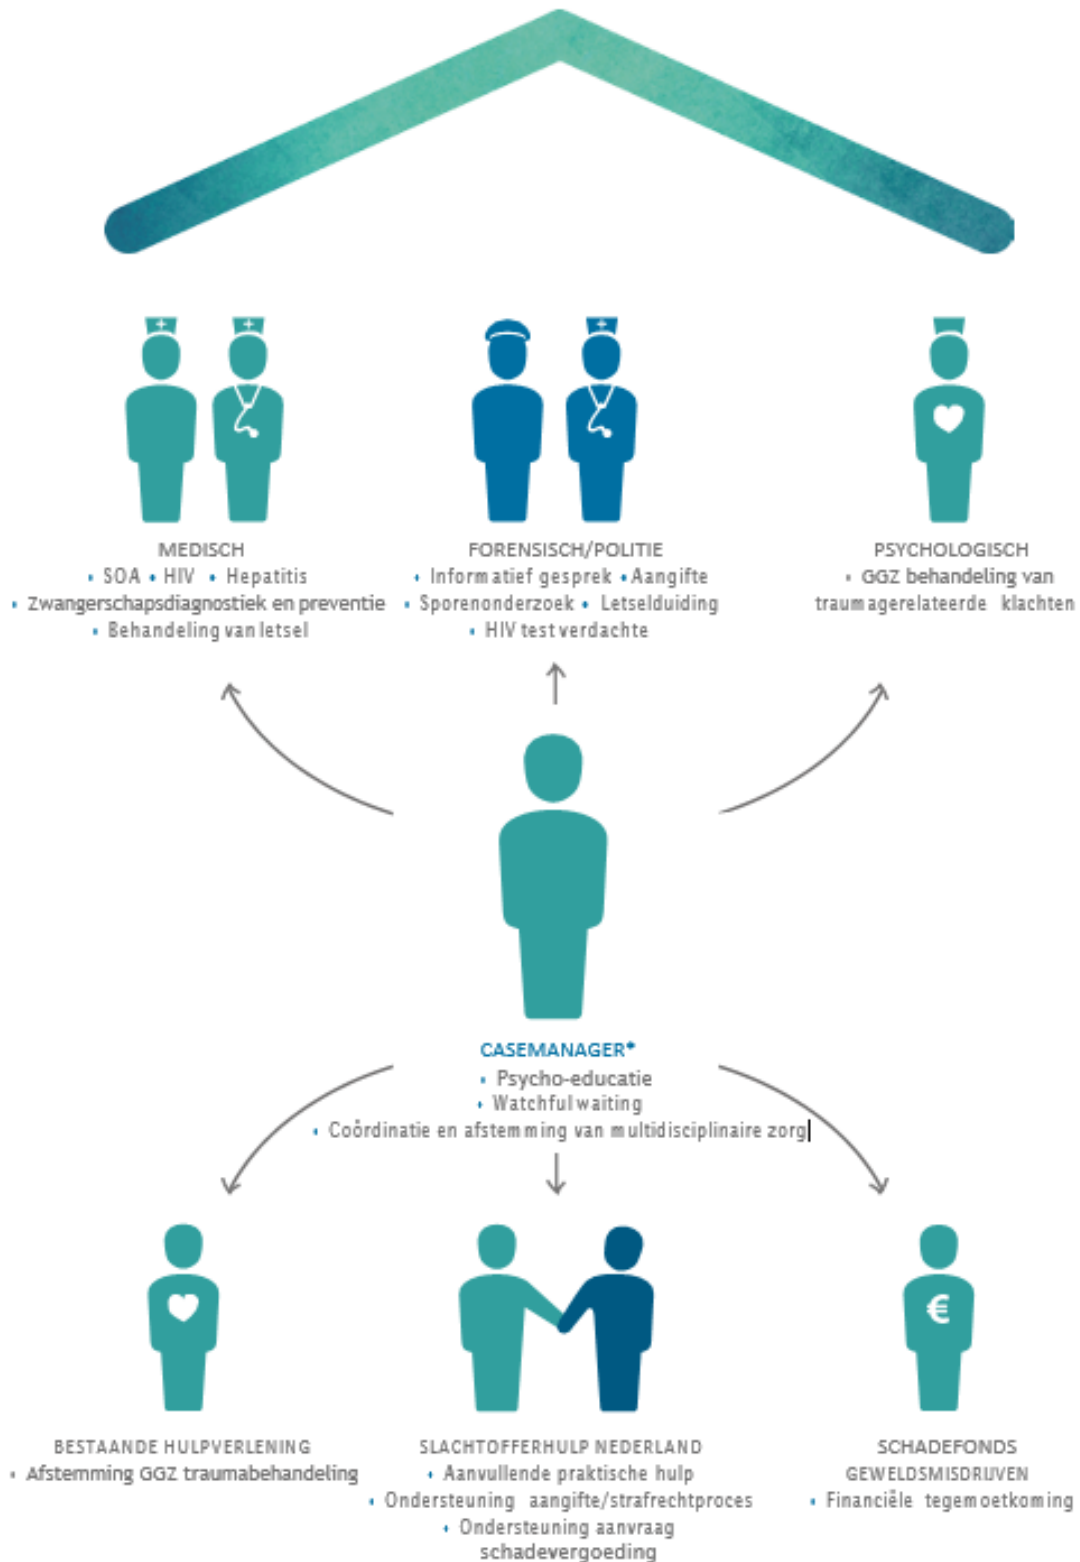 MEDISCH
• SOA • HIV • Hepatitis
• Zwangerschapsdiagnostiek en preventie
• Behandeling van letsel
FORENSISCH/POLITIE
• Informatief gesprek • Aangifte
• Sporenonderzoek • Letselduiding
• HIV test verdachte
PSYCHOLOGISCH
• GGZ behandeling van
traumagerelateerde klachten
CASEMANAGER*
• Psycho-educatie
• Watchful waiting
• Coördinatie en afstemming van multidisciplinaire zorg
BESTAANDE HULPVERLENING
• Afstemming GGZ traumabehandeling
SLACHTOFFERHULP NEDERLAND
• Aanvullende praktische hulp
• Ondersteuning aangifte/strafrechtproces
• Ondersteuning aanvraag
schadevergoeding
€
SCHADEFONDS
GEWELDSMISDRIJVEN
• Financiële tegemoetkoming